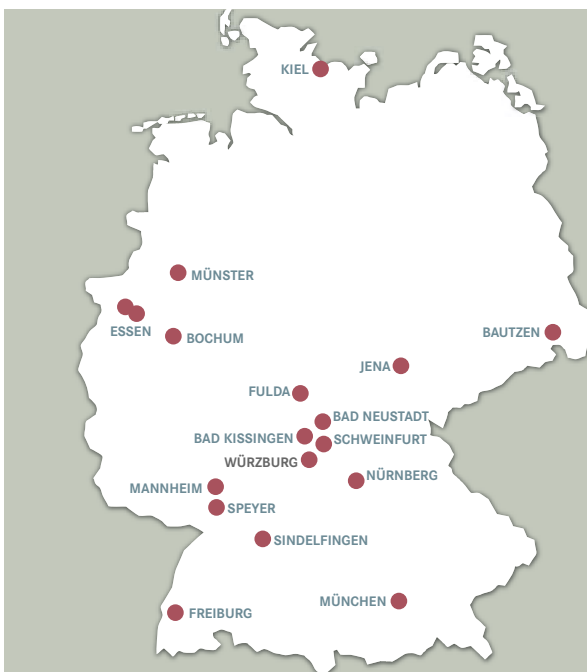 KIEL
MÜNSTER
ESSEN
BOCHUM
BAUTZEN
JENA
FULDA
BAD NEUSTADT
BAD KISSINGEN
SCHWEINFURT
WÜRZBURG
NÜRNBERG
MANNHEIM
SPEYER
SINDELFINGEN
MÜNCHEN
FREIBURG